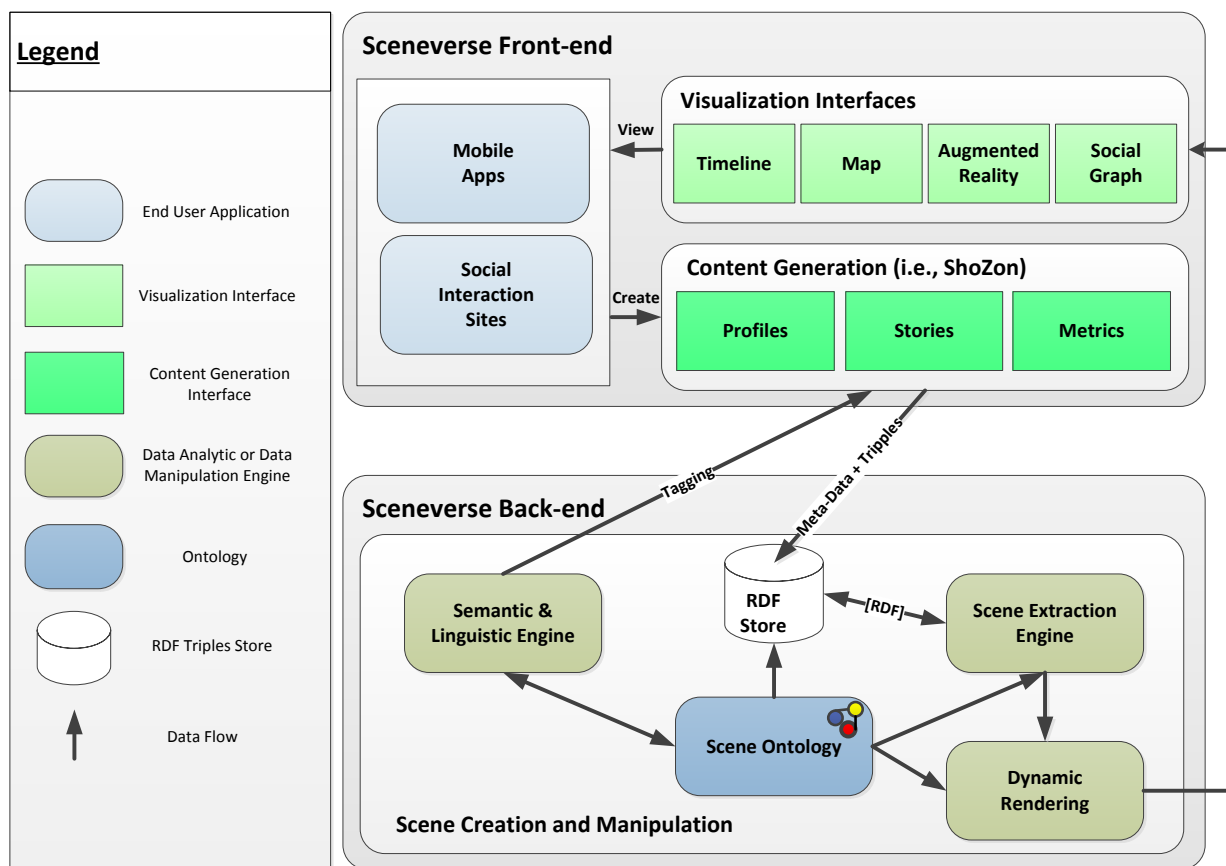 Legend
End User Application
Visualization Interface
Content Generation
Interface
Data Analytic or Data
Manipulation Engine
Ontology
RDF Triples Store
Data Flow
Sceneverse Front-end
Mobile
Apps
Social
Interaction
Sites
View
Create
Visualization Interfaces
Timeline
Map
Augmented
Reality
Social
Graph
Content Generation (i.e., ShoZon)
Profiles
Stories
Metrics
Tagging
Meta-Data + Tripples
Sceneverse Back-end
Semantic &
Linguistic Engine
RDF
Store
[RDF]
Scene Extraction
Engine
Scene Ontology
Dynamic
Rendering
Scene Creation and Manipulation